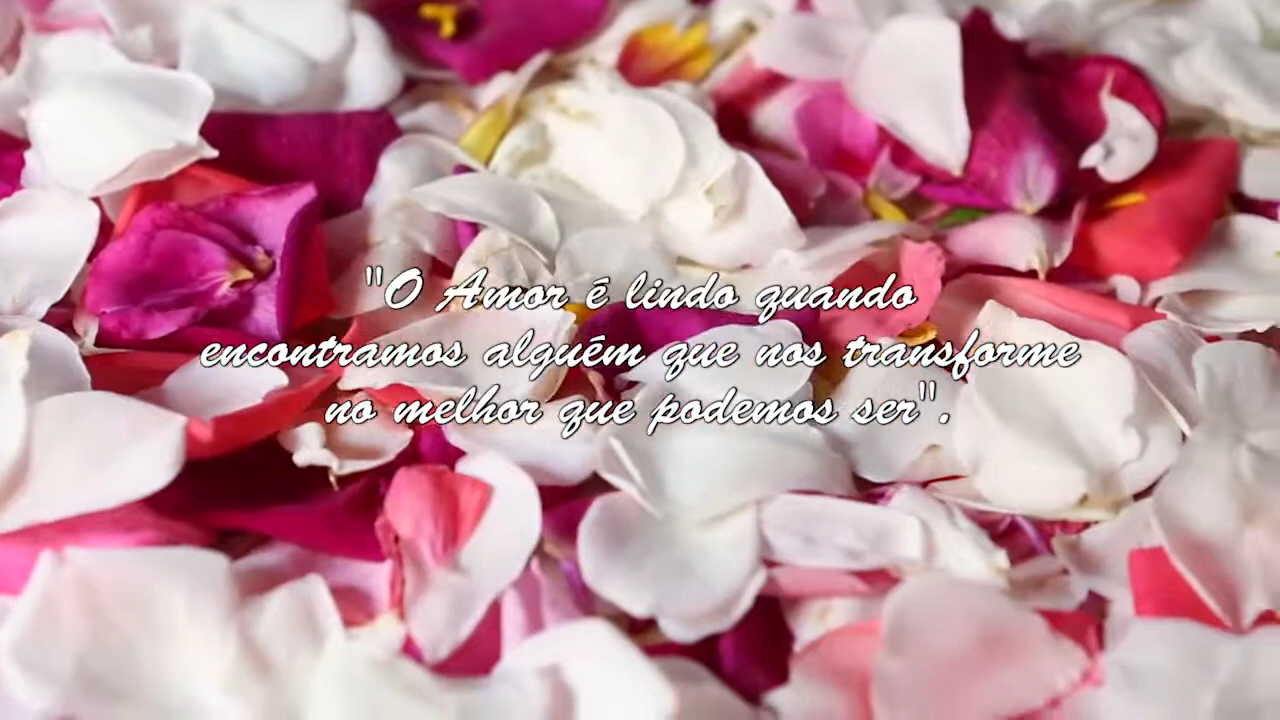 "O Amor é lindo quando
encontramos alguém que nos transforme
no melhor que podemos ser".